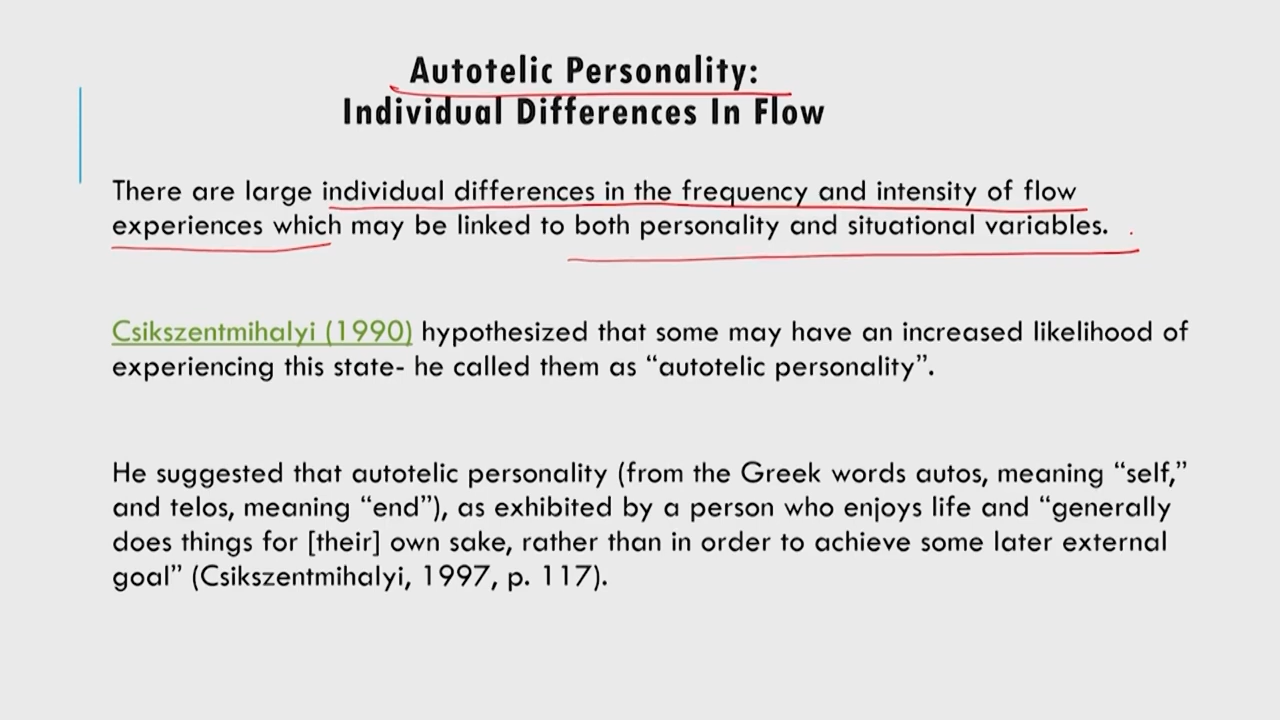 Autotelic Personality:
Individual Differences In Flow
There are large individual differences in the frequency and intensity of flow
experiences which may be linked to both personality and situational variables.
Csikszentmihalyi (1990) hypothesized that some may have an increased likelihood of
experiencing this state- he called them as “autotelic personality”.
He suggested that autotelic personality (from the Greek words autos, meaning “self,”
and telos, meaning “end”), as exhibited by a person who enjoys life and “generally
does things for [their] own sake, rather than in order to achieve some later external
goal” (Csikszentmihalyi, 1997, p. 117).